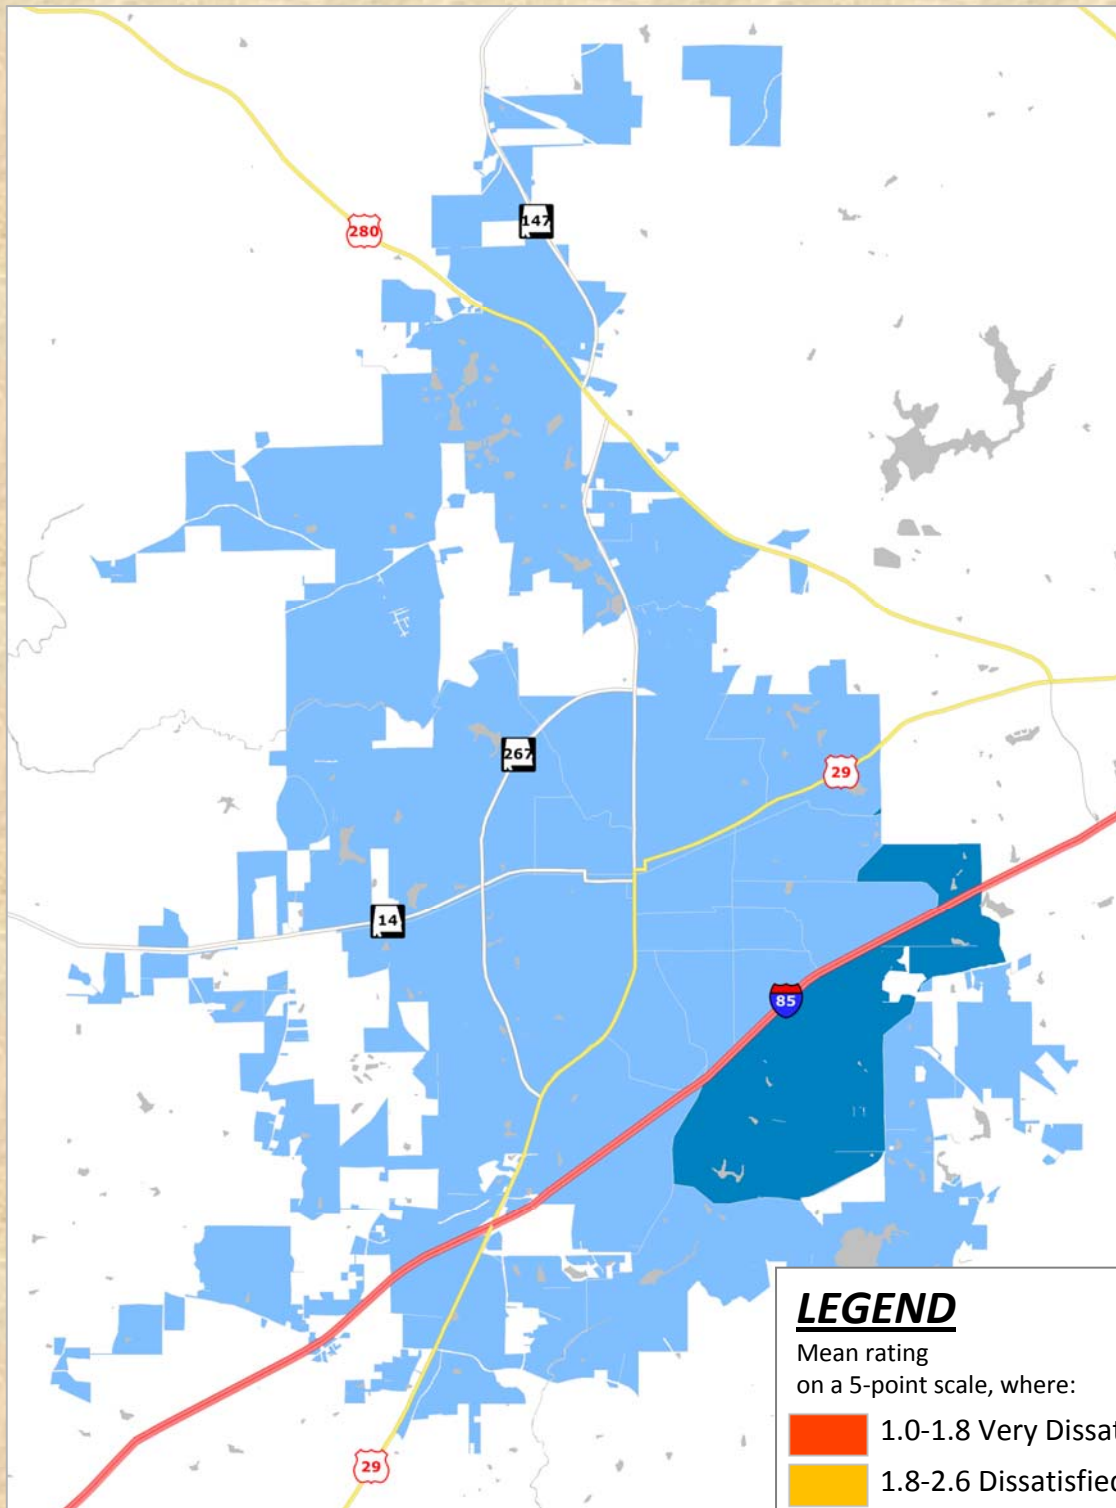 147
280
267
29
14
85
29
LEGEND
Mean rating
on a 5-point scale, where:
1.0-1.8 Very Dissat
1.8-2.6 Dissatisfied